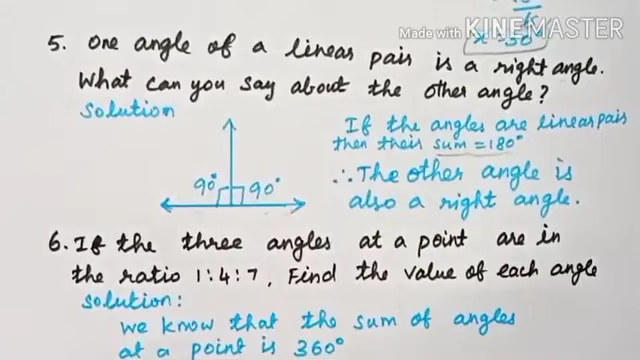 Made with KINEMASTER
5. One angle of a linear pair is a right angle.
What can you say about the other angle?
Solution
If the angles are linear pair
then their sum = 180°
90° 90°
∴ The other angle is
also a right angle.
6. If the three angles at a point are in
the ratio 1:4:7, Find the value of each angle
Solution:
We know that the sum of angles
at a point is 360°